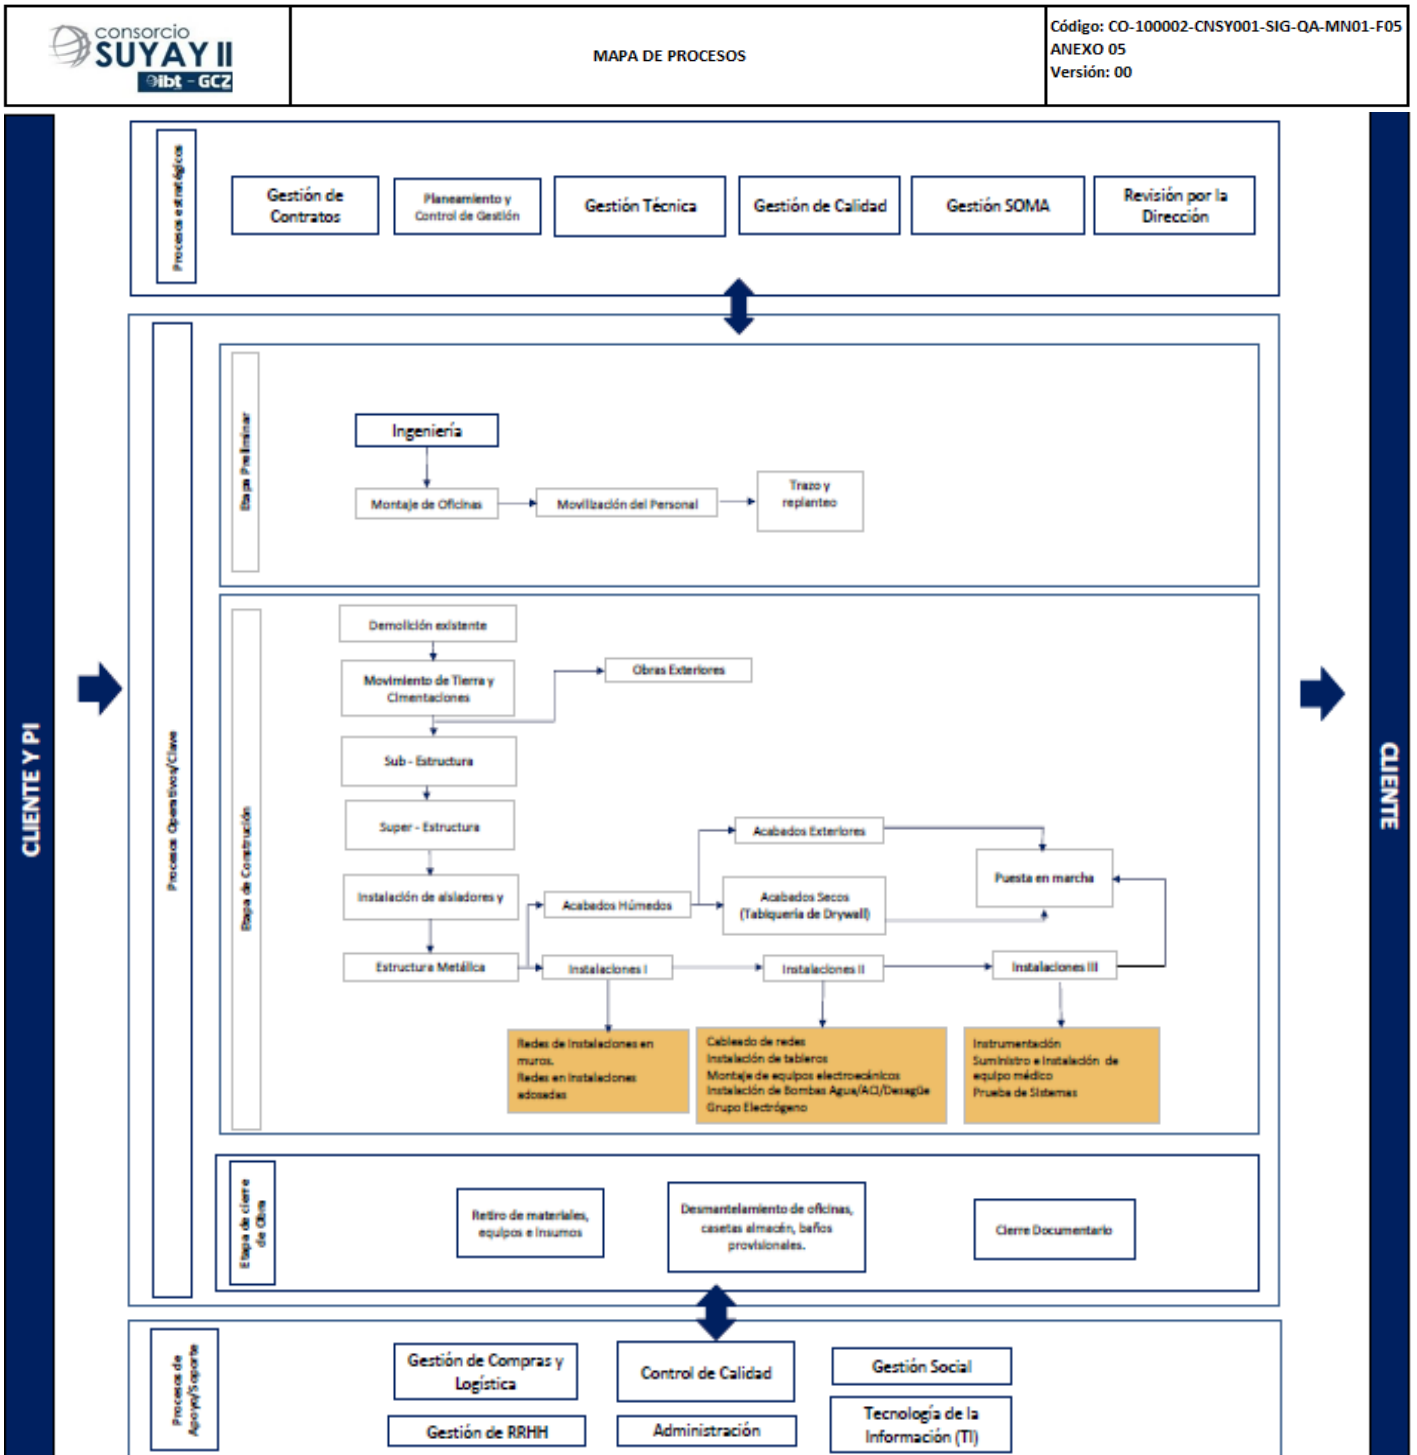 consorcio
SUYAY II
ibt - GCZ
MAPA DE PROCESOS
Código: CO-100002-CNSY001-SIG-QA-MN01-F05
ANEXO 05
Versión: 00
CLIENTE Y PI
CLIENTE
Procesos estratégicos
Gestión de
Contratos
Planeamiento y
Control de Gestión
Gestión Técnica
Gestión de Calidad
Gestión SOMA
Revisión por la
Dirección
Procesos Operativos/Clave
Etapa Preliminar
Ingeniería
Montaje de Oficinas
Movilización del Personal
Trazo y
replanteo
Etapa de Construción
Demolición existente
Movimiento de Tierra y
Cimentaciones
Obras Exteriores
Sub - Estructura
Super - Estructura
Acabados Exteriores
Puesta en marcha
Instalación de aisladores y
Acabados Húmedos
Acabados Secos
(Tabiquería de Drywall)
Estructura Metálica
Instalaciones I
Instalaciones II
Instalaciones III
Redes de Instalaciones en
muros.
Redes en Instalaciones
adosadas
Cableado de redes
Instalación de tableros
Montaje de equipos electroecánicos
Instalación de Bombas Agua/ACI/Desagüe
Grupo Electrógeno
Instrumentación
Suministro e Instalación de
equipo médico
Prueba de Sistemas
Etapa de cierre
de Obra
Retiro de materiales,
equipos e insumos
Desmantelamiento de oficinas,
casetas almacén, baños
provisionales.
Cierre Documentario
Procesos de
Apoyo/Soporte
Gestión de Compras y
Logística
Control de Calidad
Gestión Social
Gestión de RRHH
Administración
Tecnología de la
Información (TI)